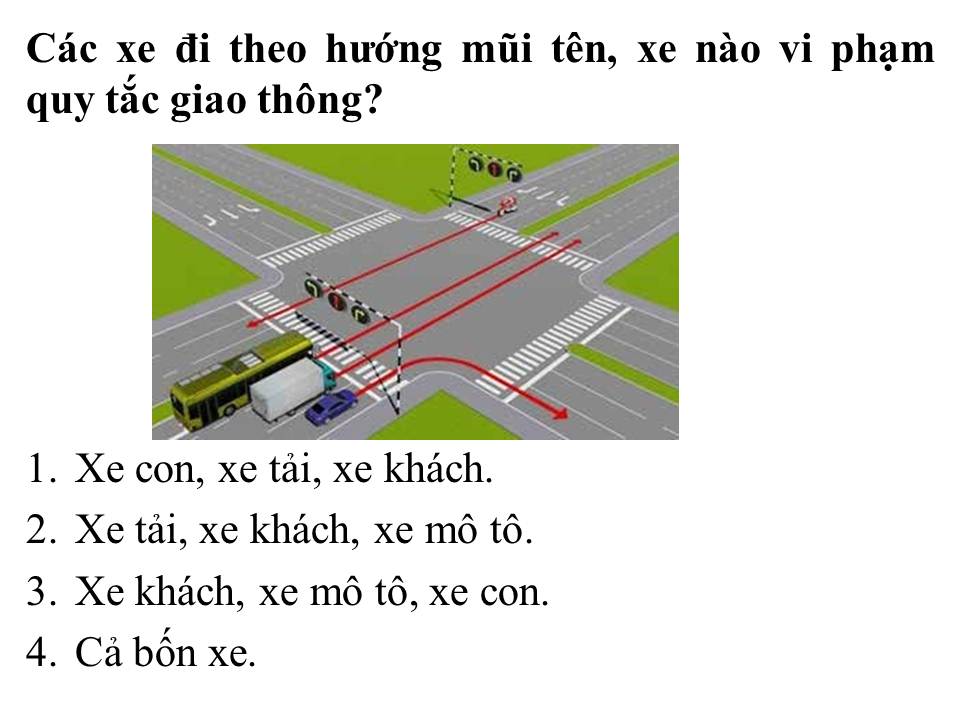 Các xe đi theo hướng mũi tên, xe nào vi phạm
quy tắc giao thông?
1. Xe con, xe tải, xe khách.
2. Xe tải, xe khách, xe mô tô.
3. Xe khách, xe mô tô, xe con.
4. Cả bốn xe.